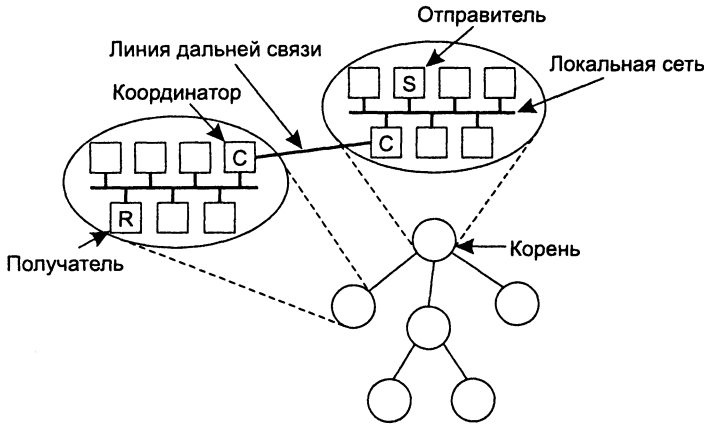 Отправитель
Линия дальней связи
Локальная сеть
Координатор
S
C
C
R
Получатель
Корень